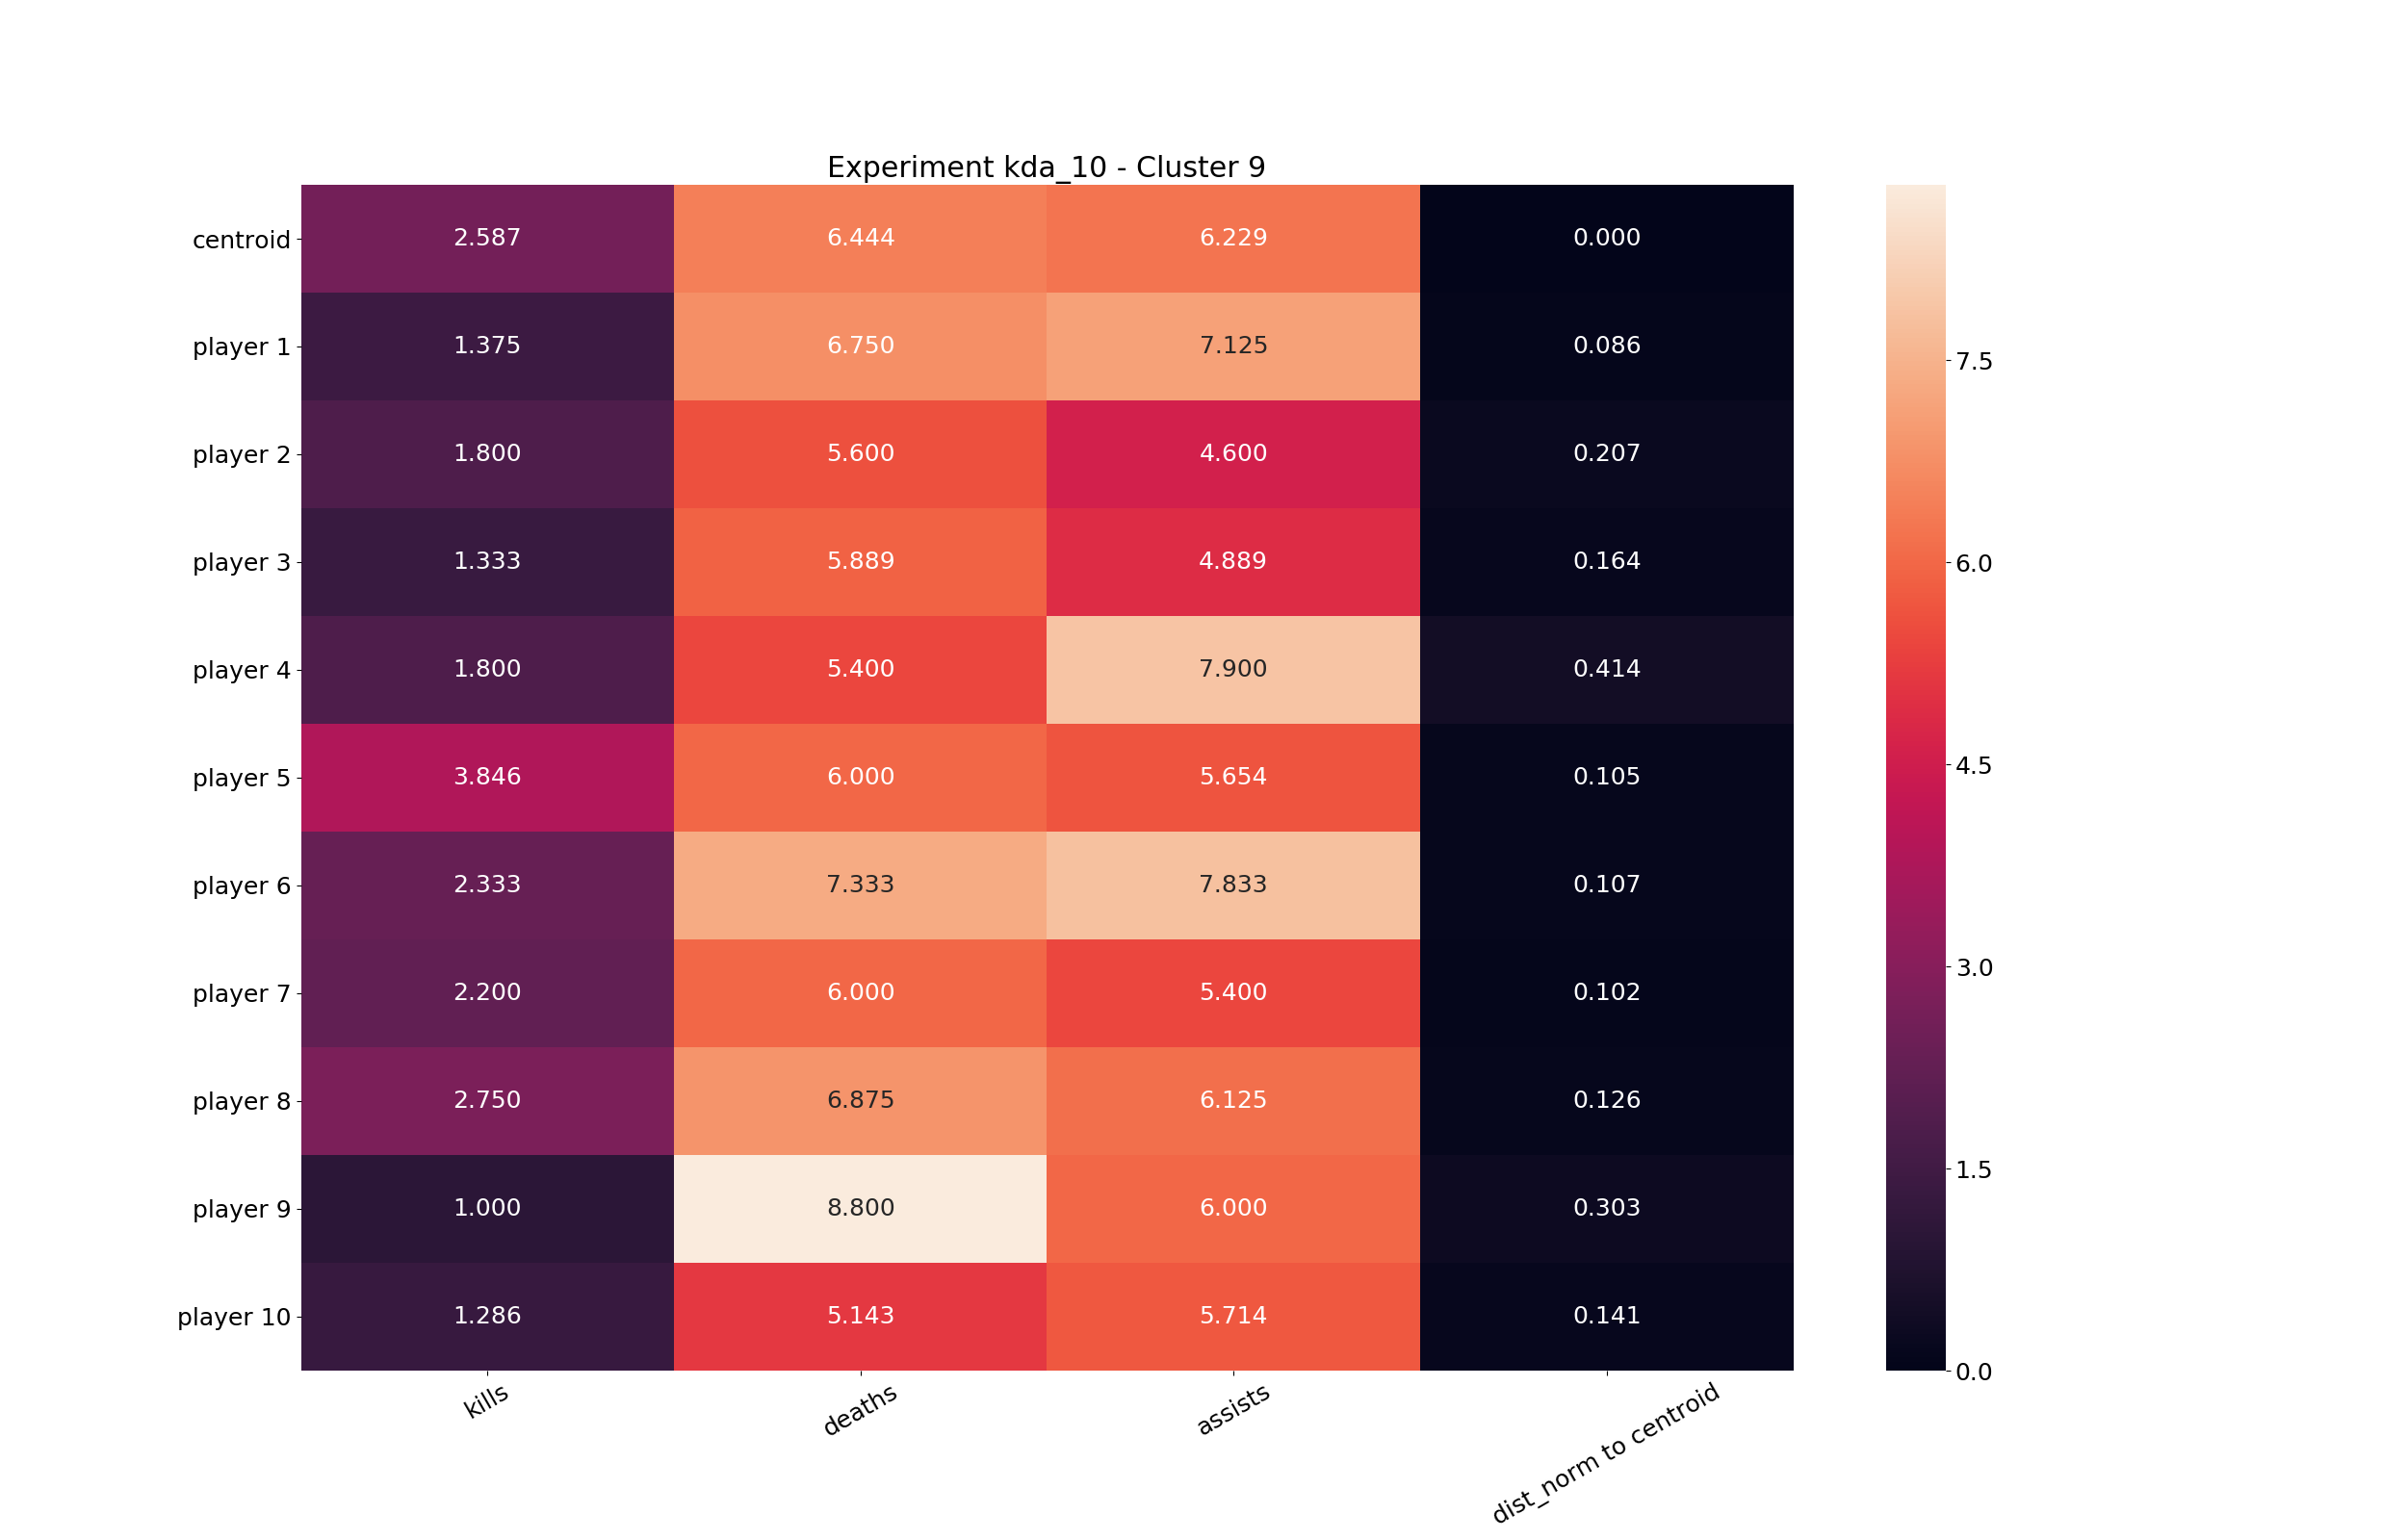 Experiment kda_10 - Cluster 9
centroid 2.587 6.444 6.229 0.000
player 1 1.375 6.750 7.125 0.086
7.5
player 2 1.800 5.600 4.600 0.207
player 3 1.333 5.889 4.889 0.164
6.0
player 4 1.800 5.400 7.900 0.414
4.5
player 5 3.846 6.000 5.654 0.105
player 6 2.333 7.333 7.833 0.107
3.0
player 7 2.200 6.000 5.400 0.102
player 8 2.750 6.875 6.125 0.126
1.5
player 9 1.000 8.800 6.000 0.303
player 10 1.286 5.143 5.714 0.141
0.0
kills deaths assists dist_norm to centroid